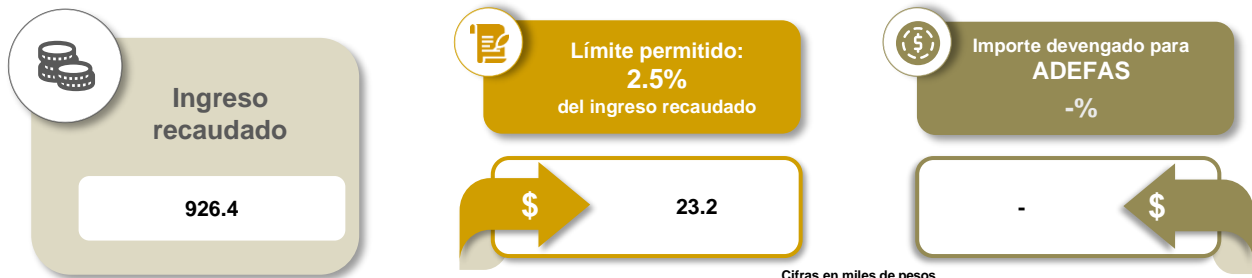 Ingreso
recaudado
926.4
Límite permitido:
2.5%
del ingreso recaudado
$
23.2
Importe devengado para
ADEFAS
-%
-
$
Cifras en miles de pesos